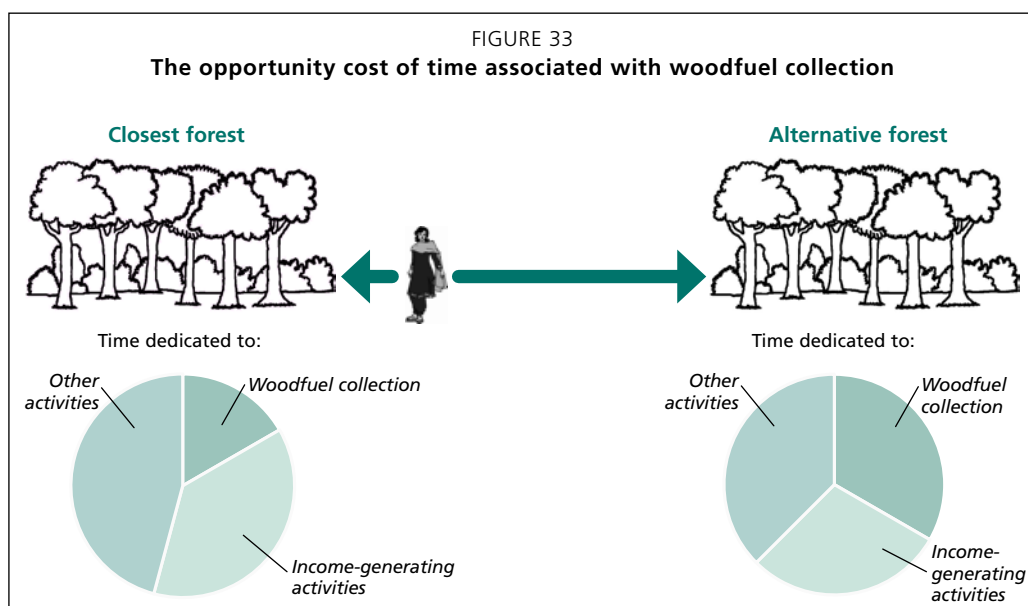 FIGURE 33
The opportunity cost of time associated with woodfuel collection
Closest forest
Alternative forest
Time dedicated to:
Other
activities
Woodfuel collection
Income-generating
activities
Time dedicated to:
Other
activities
Woodfuel
collection
Income-
generating
activities